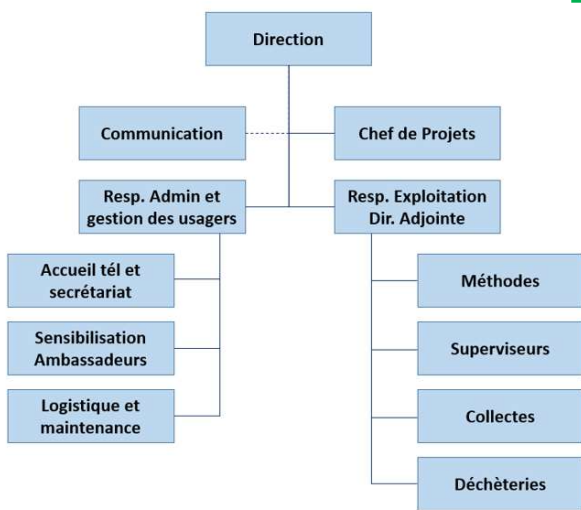 Direction
Communication
Chef de Projets
Resp. Admin et
gestion des usagers
Resp. Exploitation
Dir. Adjointe
Accueil tél et
secrétariat
Sensibilisation
Ambassadeurs
Logistique et
maintenance
Méthodes
Superviseurs
Collectes
Déchèteries